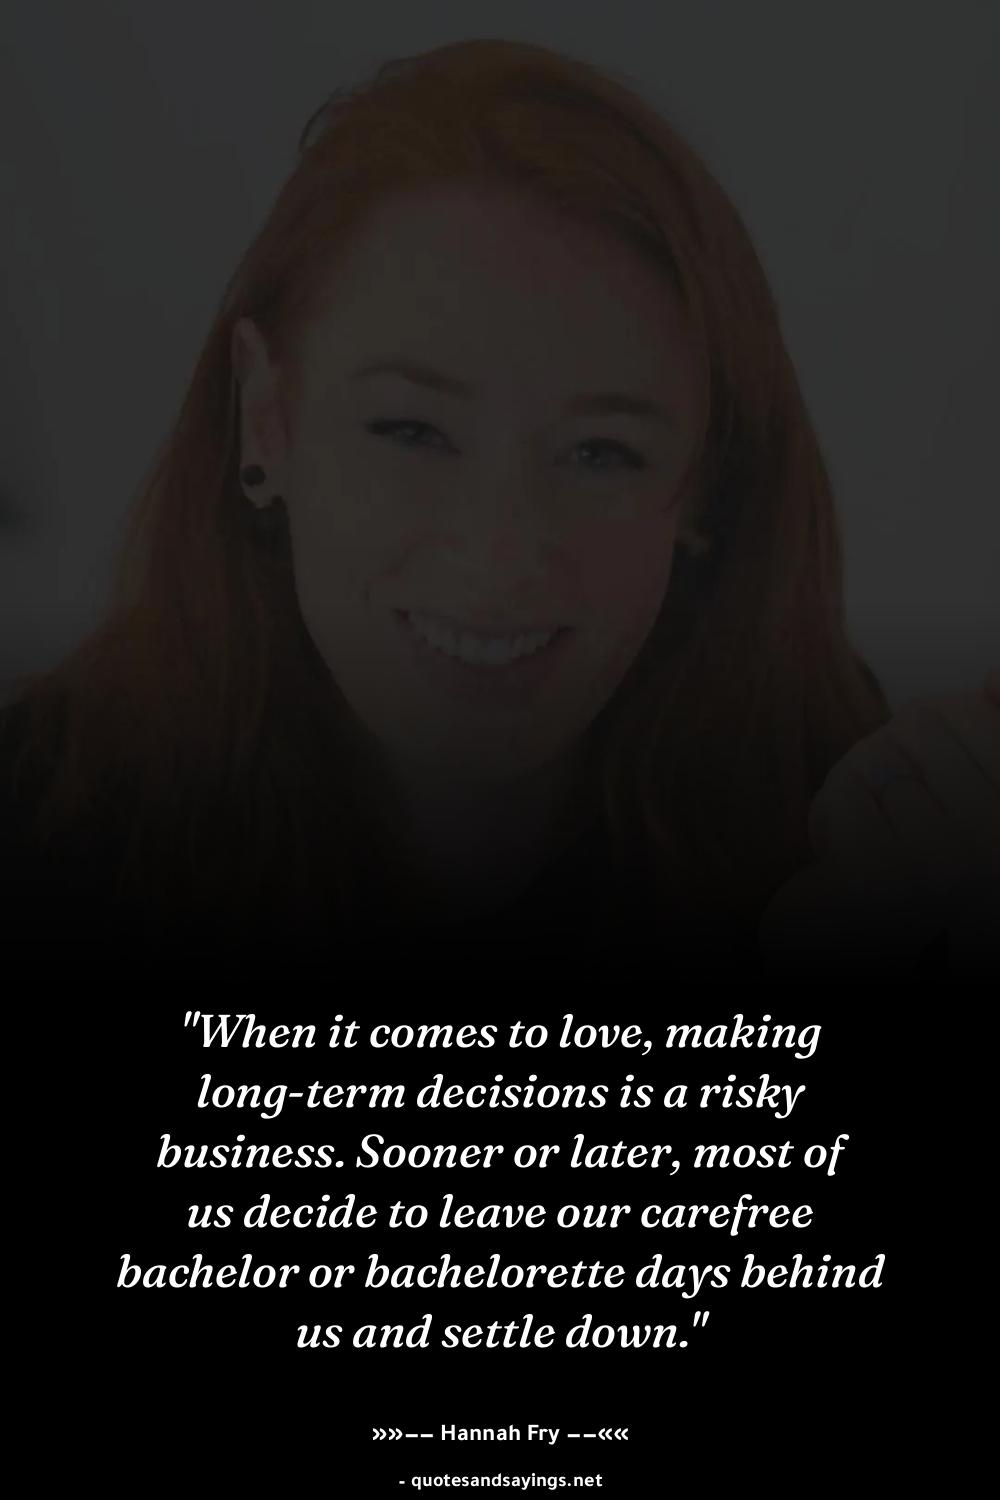 "When it comes to love, making
long-term decisions is a risky
business. Sooner or later, most of
us decide to leave our carefree
bachelor or bachelorette days behind
us and settle down."
»»−− Hannah Fry −−««
- quotesandsayings.net